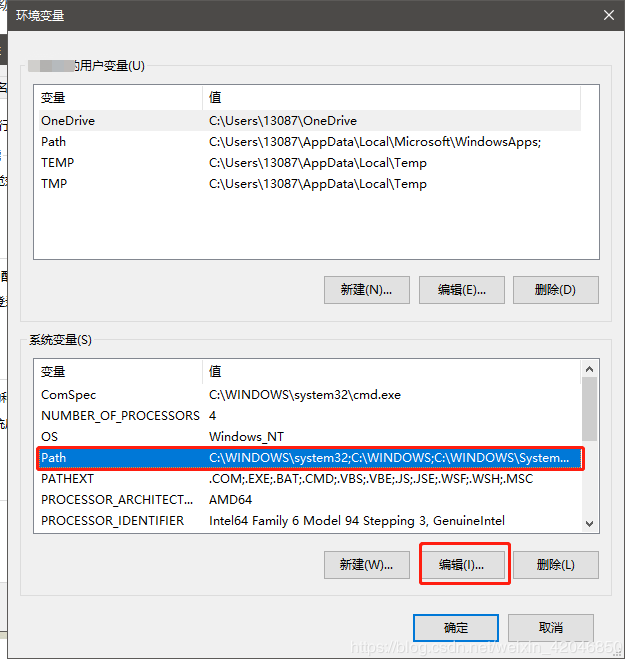 环境变量
的用户变量(U)
变量 值
OneDrive C:\Users\13087\OneDrive
Path C:\Users\13087\AppData\Local\Microsoft\WindowsApps;
TEMP C:\Users\13087\AppData\Local\Temp
TMP C:\Users\13087\AppData\Local\Temp
新建(N)... 编辑(E)... 删除(D)
系统变量(S)
变量 值
ComSpec C:\WINDOWS\system32\cmd.exe
NUMBER_OF_PROCESSORS 4
OS Windows_NT
Path C:\WINDOWS\system32;C:\WINDOWS;C:\WINDOWS\System...
PATHEXT .COM;.EXE;.BAT;.CMD;.VBS;.VBE;.JS;.JSE;.WSF;.WSH;.MSC
PROCESSOR_ARCHITECT... AMD64
PROCESSOR_IDENTIFIER Intel64 Family 6 Model 94 Stepping 3, GenuineIntel
新建(W)... 编辑(I)... 删除(L)
确定 取消
https://blog.csdn.net/weixin_42046850